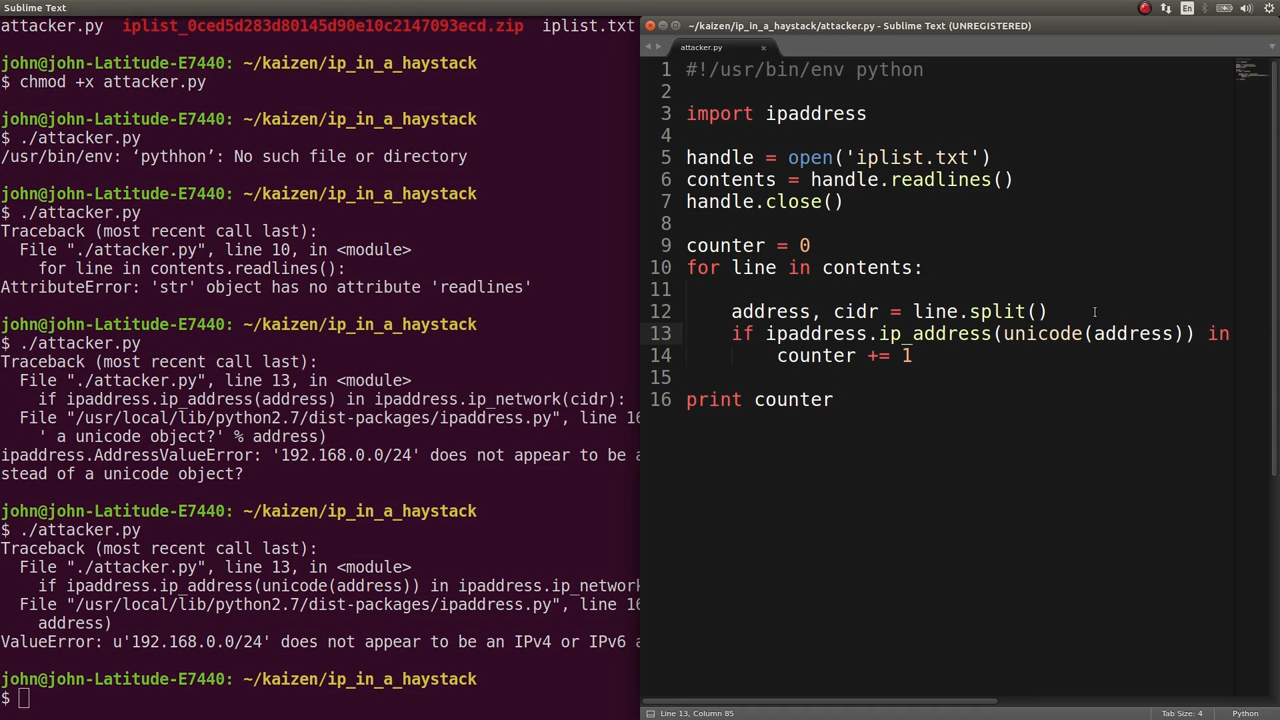 Sublime Text
En
attacker.py iplist_0ced5d283d80145d90e10c2147093ecd.zip iplist.txt
john@john-Latitude-E7440: ~/kaizen/ip_in_a_haystack
$ chmod +x attacker.py
john@john-Latitude-E7440: ~/kaizen/ip_in_a_haystack
$ ./attacker.py
/usr/bin/env: ‘pythhon’: No such file or directory
john@john-Latitude-E7440: ~/kaizen/ip_in_a_haystack
$ ./attacker.py
Traceback (most recent call last):
File "./attacker.py", line 10, in <module>
for line in contents.readlines():
AttributeError: 'str' object has no attribute 'readlines'
john@john-Latitude-E7440: ~/kaizen/ip_in_a_haystack
$ ./attacker.py
Traceback (most recent call last):
File "./attacker.py", line 13, in <module>
if ipaddress.ip_address(address) in ipaddress.ip_network(cidr):
File "/usr/local/lib/python2.7/dist-packages/ipaddress.py", line 16
' a unicode object?' % address)
ipaddress.AddressValueError: '192.168.0.0/24' does not appear to be a
stead of a unicode object?
john@john-Latitude-E7440: ~/kaizen/ip_in_a_haystack
$ ./attacker.py
Traceback (most recent call last):
File "./attacker.py", line 13, in <module>
if ipaddress.ip_address(unicode(address)) in ipaddress.ip_network
File "/usr/local/lib/python2.7/dist-packages/ipaddress.py", line 16
address)
ValueError: u'192.168.0.0/24' does not appear to be an IPv4 or IPv6 a
john@john-Latitude-E7440: ~/kaizen/ip_in_a_haystack
$
~/kaizen/ip_in_a_haystack/attacker.py - Sublime Text (UNREGISTERED)
attacker.py
1 #!/usr/bin/env python
2
3 import ipaddress
4
5 handle = open('iplist.txt')
6 contents = handle.readlines()
7 handle.close()
8
9 counter = 0
10 for line in contents:
11
12 address, cidr = line.split()
13 if ipaddress.ip_address(unicode(address)) in
14 counter += 1
15
16 print counter
Line 13, Column 85
Tab Size: 4
Python